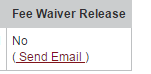 Fee Waiver Release
No
( Send Email )